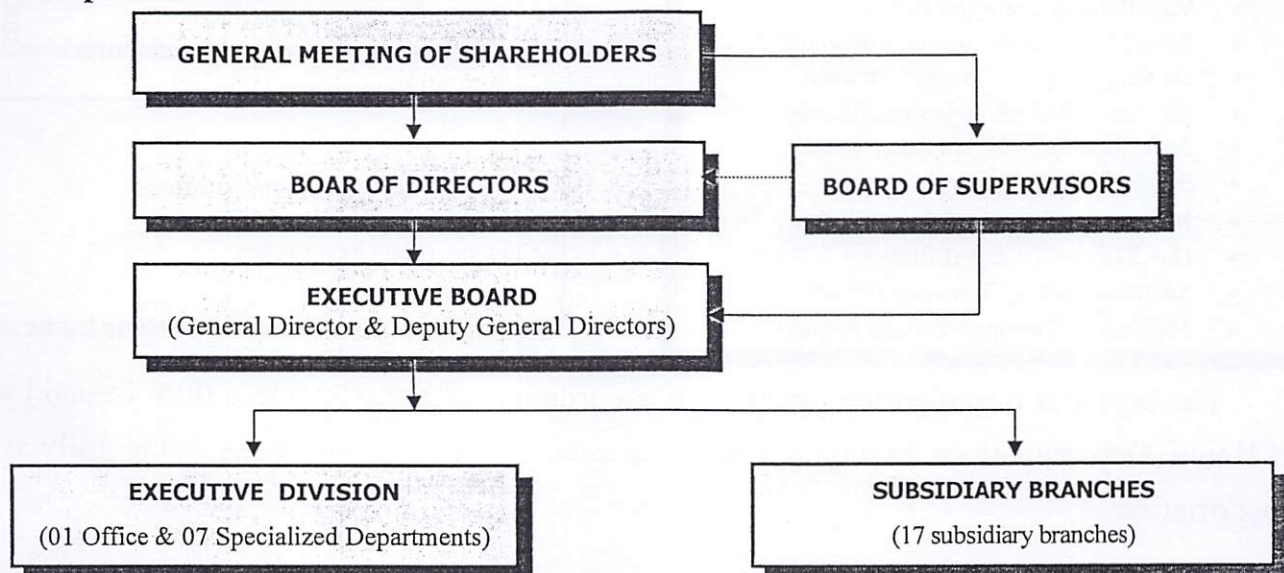 GENERAL MEETING OF SHAREHOLDERS
BOAR OF DIRECTORS
BOARD OF SUPERVISORS
EXECUTIVE BOARD
(General Director & Deputy General Directors)
EXECUTIVE DIVISION
(01 Office & 07 Specialized Departments)
SUBSIDIARY BRANCHES
(17 subsidiary branches)